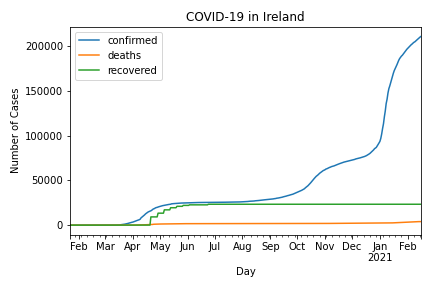 COVID-19 in Ireland
confirmed
deaths
recovered
200000
150000
100000
50000
0
Number of Cases
Feb Mar Apr May Jun Jul Aug Sep Oct Nov Dec Jan Feb
2021
Day